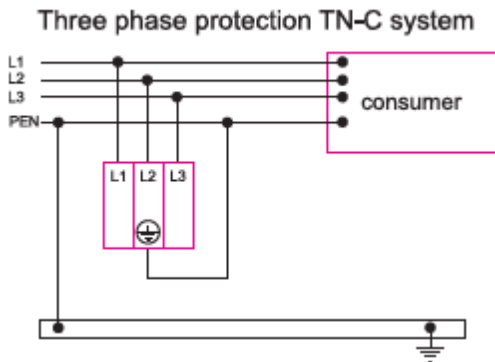 Three phase protection TN-C system
L1
L2
L3
PEN
consumer
L1 L2 L3